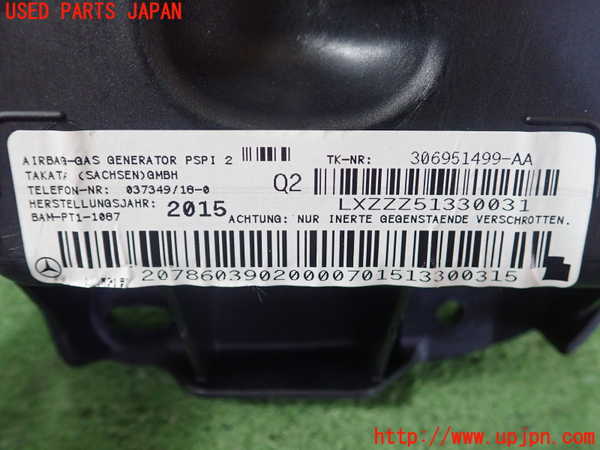 USED PARTS JAPAN
AIRBAG-GAS GENERATOR PSPI 2
TAKATA (SACHSEN)GMBH
TELEFON-NR: 037349/18-0
HERSTELLUNGSJAHR: 2015
BAM-PT1-1087
Q2
TK-NR: 306951499-AA
LXZZZ51330031
ACHTUNG: NUR INERTE GEGENSTAENDE VERSCHROTTEN.
20786039020000701513300315
http://www.upjpn.com/